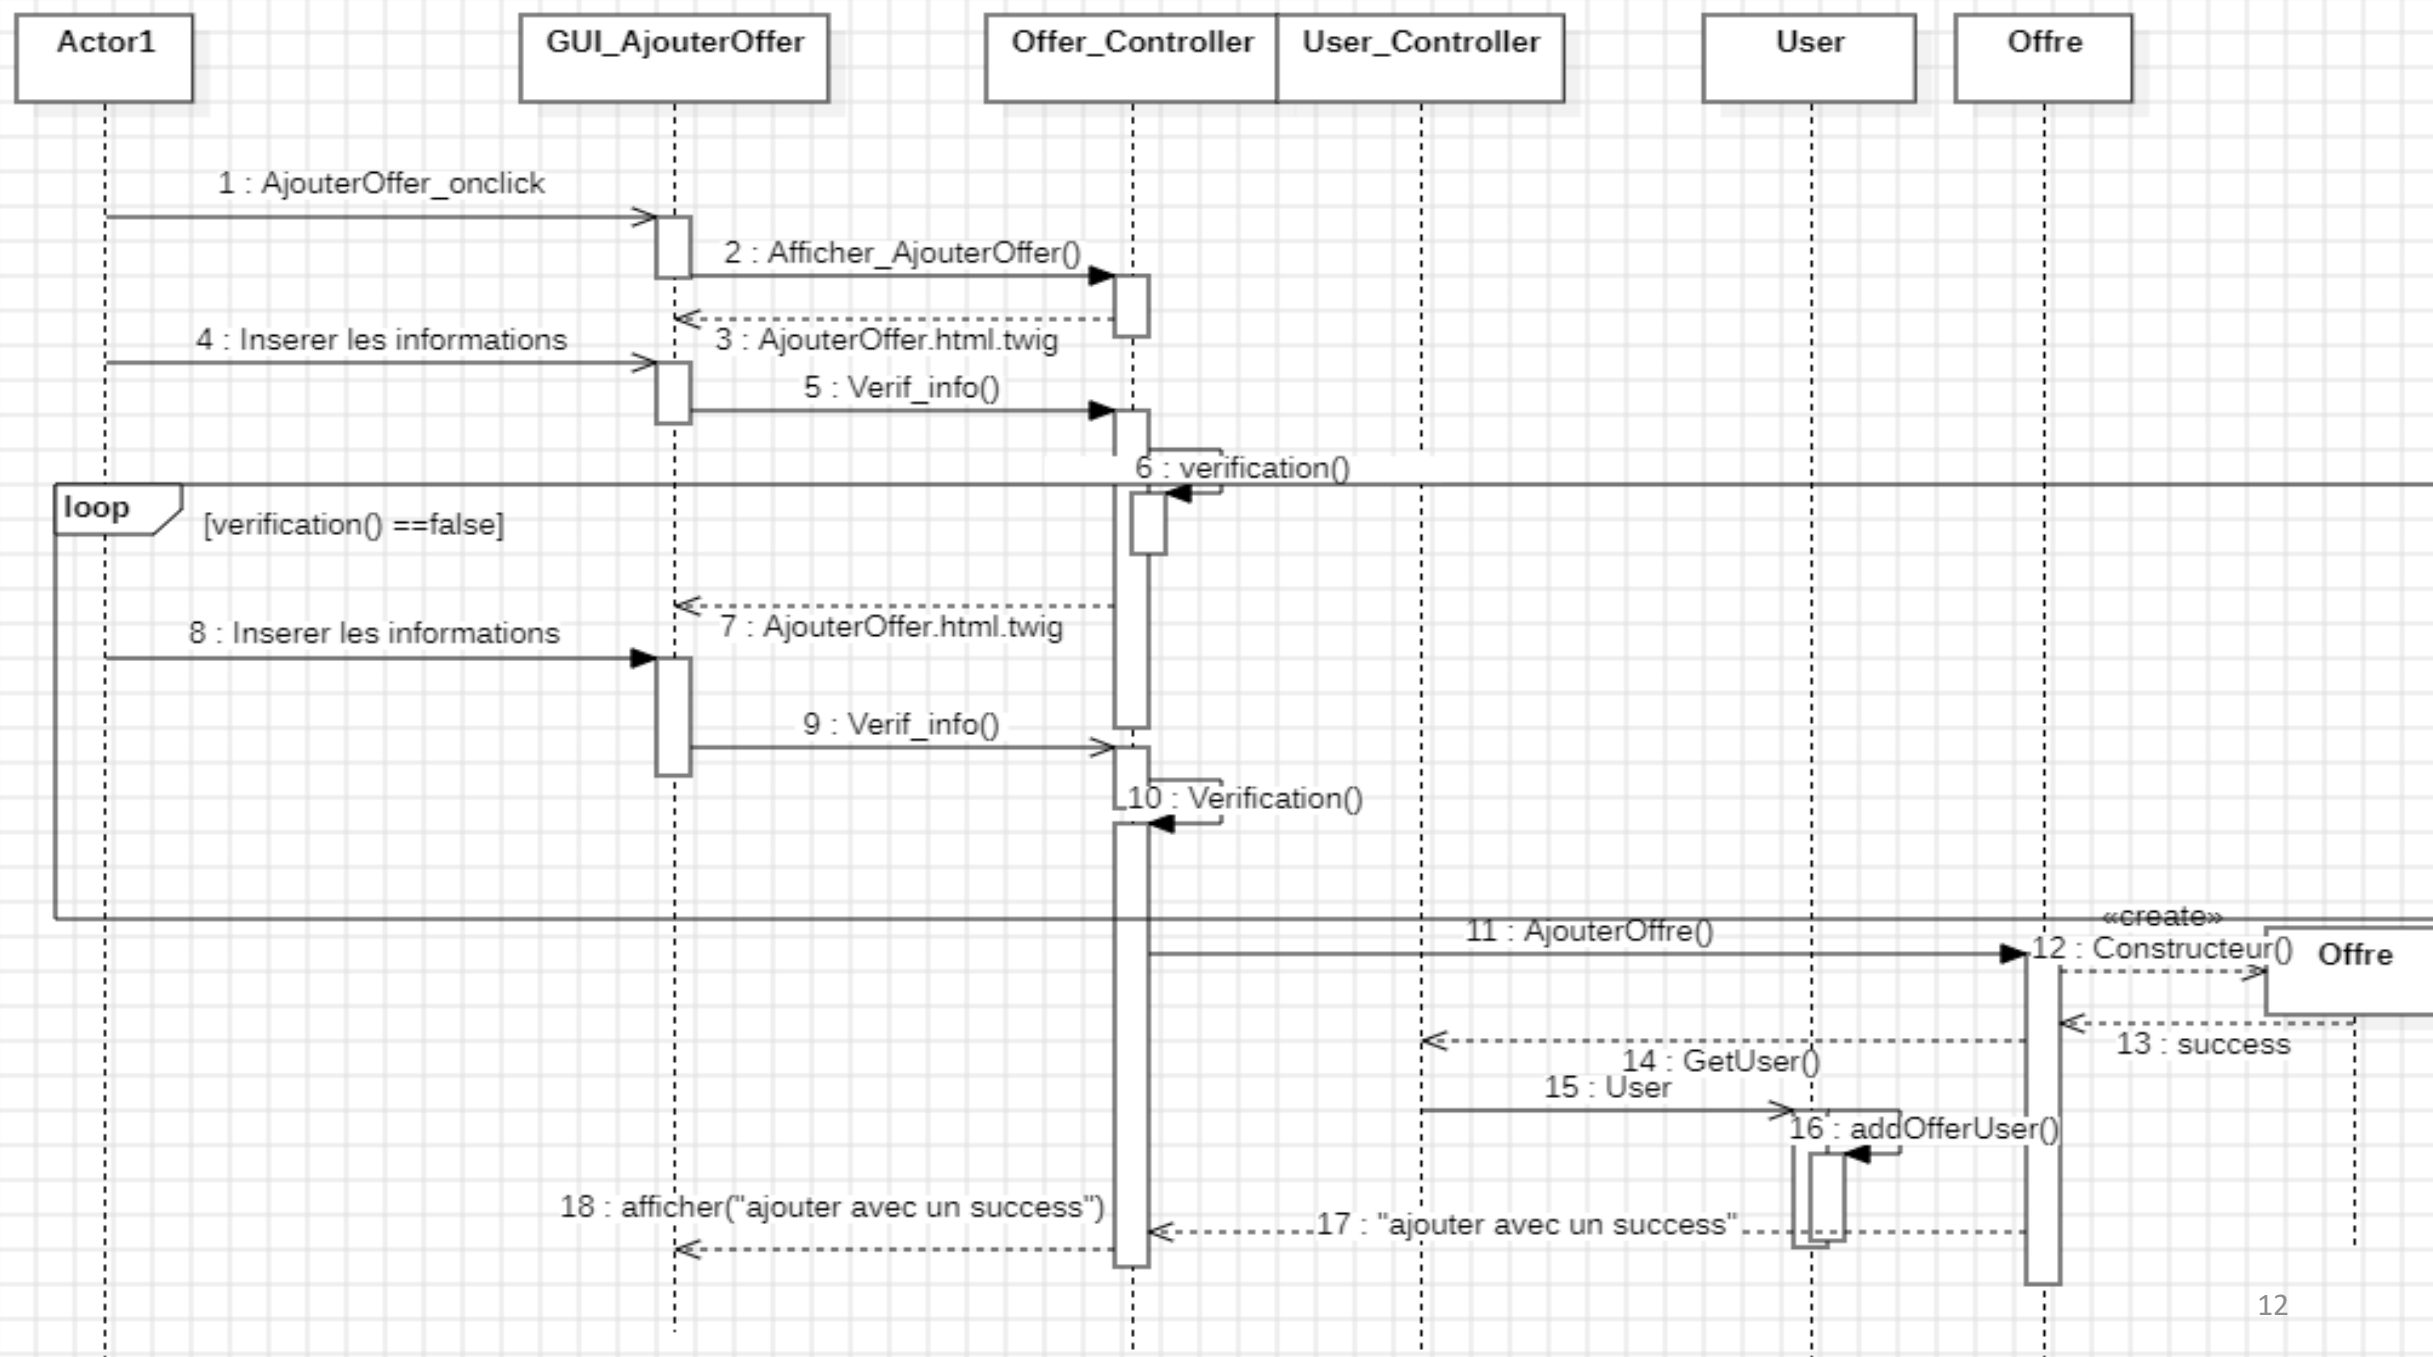 Actor1
GUI_AjouterOffer
Offer_Controller
User_Controller
User
Offre
1 : AjouterOffer_onclick
2 : Afficher_AjouterOffer()
3 : AjouterOffer.html.twig
4 : Inserer les informations
5 : Verif_info()
6 : verification()
loop
[verification() ==false]
7 : AjouterOffer.html.twig
8 : Inserer les informations
9 : Verif_info()
10 : Verification()
11 : AjouterOffre()
«create»
12 : Constructeur()
Offre
13 : success
14 : GetUser()
15 : User
16 : addOfferUser()
17 : "ajouter avec un success"
18 : afficher("ajouter avec un success")
12